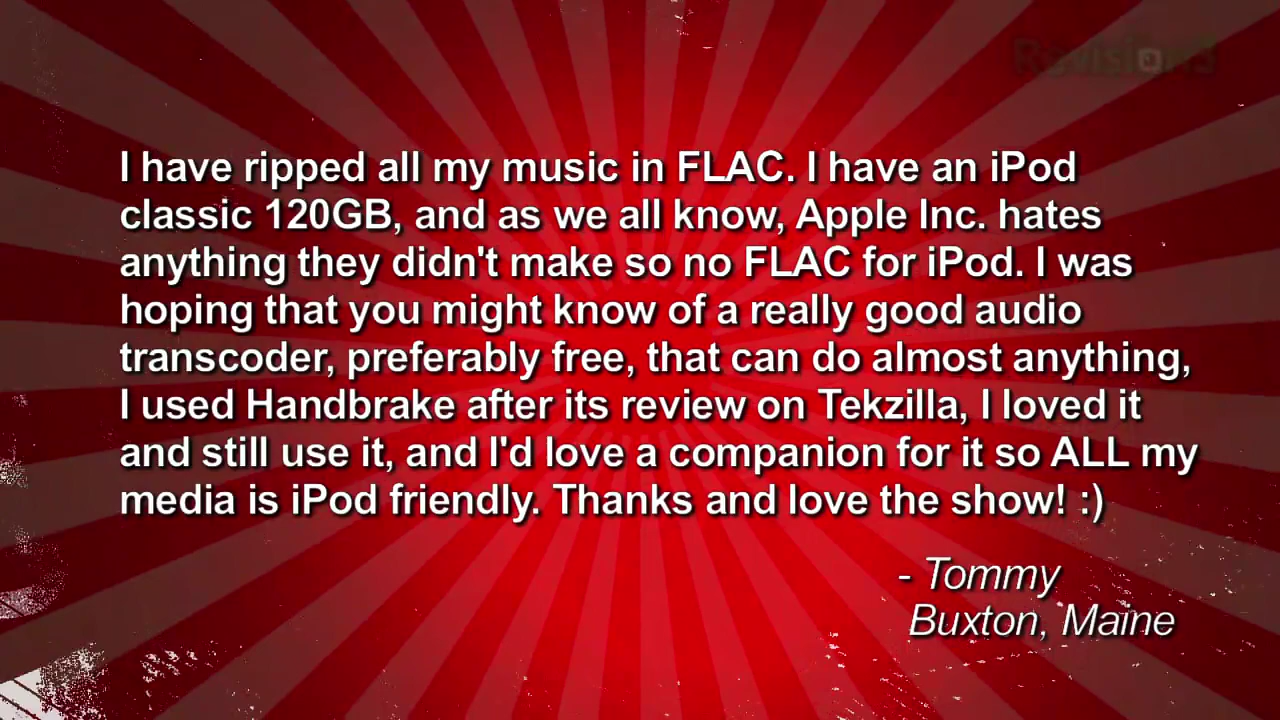 Revision3
I have ripped all my music in FLAC. I have an iPod
classic 120GB, and as we all know, Apple Inc. hates
anything they didn't make so no FLAC for iPod. I was
hoping that you might know of a really good audio
transcoder, preferably free, that can do almost anything,
I used Handbrake after its review on Tekzilla, I loved it
and still use it, and I'd love a companion for it so ALL my
media is iPod friendly. Thanks and love the show! :)
- Tommy
Buxton, Maine